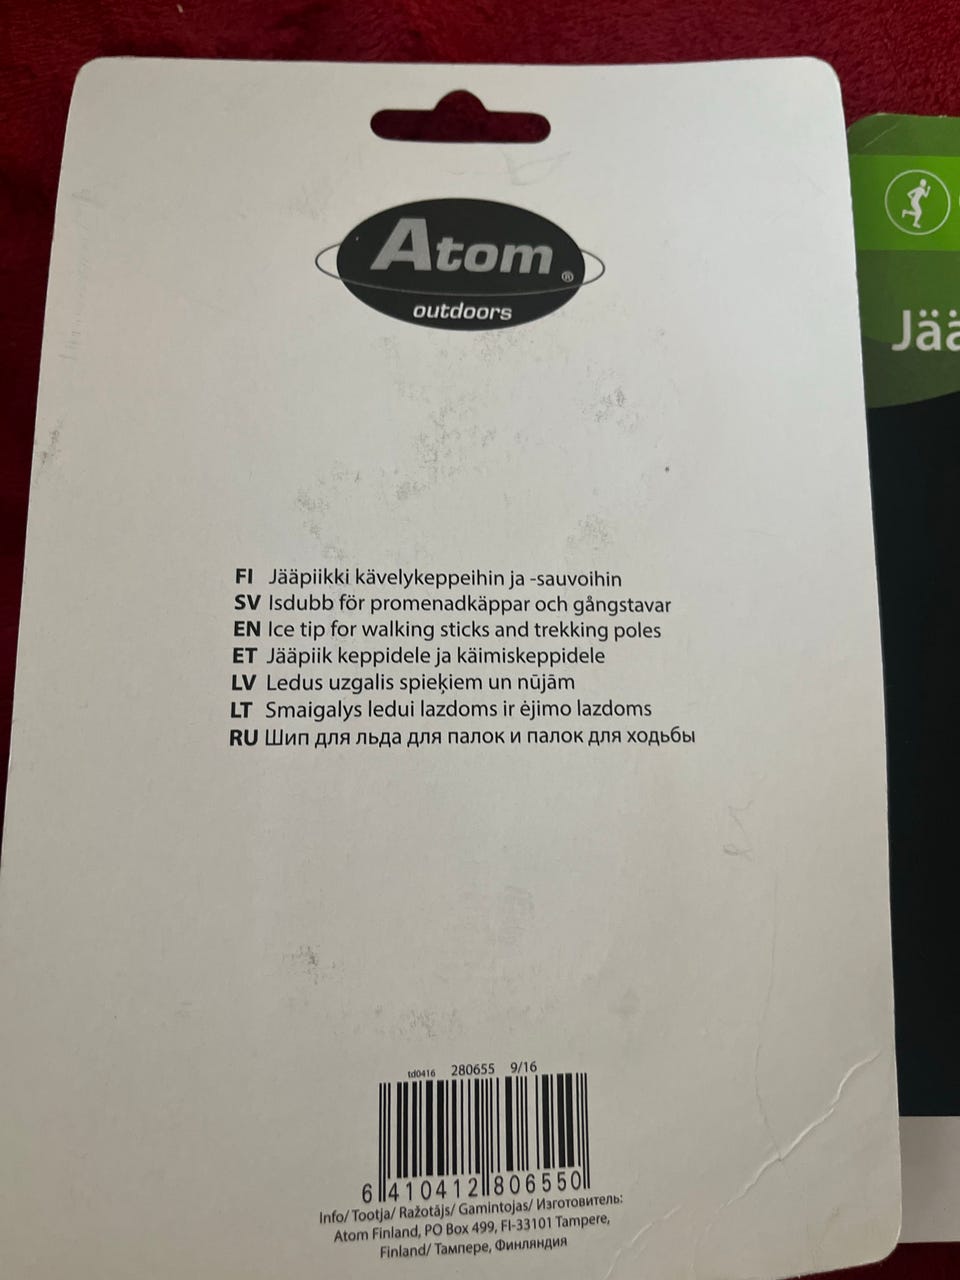 Atom ®
outdoors
Jää
FI Jääpiikki kävelykeppeihin ja -sauvoihin
SV Isdubb för promenadkäppar och gångstavar
EN Ice tip for walking sticks and trekking poles
ET Jääpiik keppidele ja käimiskeppidele
LV Ledus uzgalis spieķiem un nūjām
LT Smaigalys ledui lazdoms ir ėjimo lazdoms
RU Шип для льда для палок и палок для ходьбы
td0416 280655 9/16
6 410412 806550
Info/ Tootja/ Ražotājs/ Gamintojas/ Изготовитель:
Atom Finland, PO Box 499, FI-33101 Tampere,
Finland/ Тампере, Финляндия